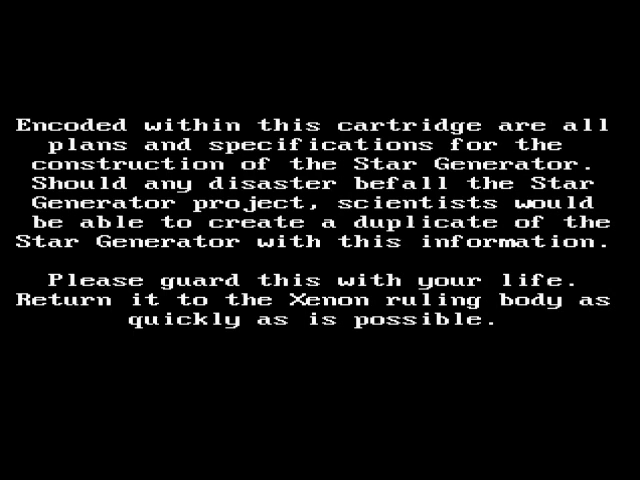 Encoded within this cartridge are all
plans and specifications for the
construction of the Star Generator.
Should any disaster befall the Star
Generator project, scientists would
be able to create a duplicate of the
Star Generator with this information.
Please guard this with your life.
Return it to the Xenon ruling body as
quickly as is possible.